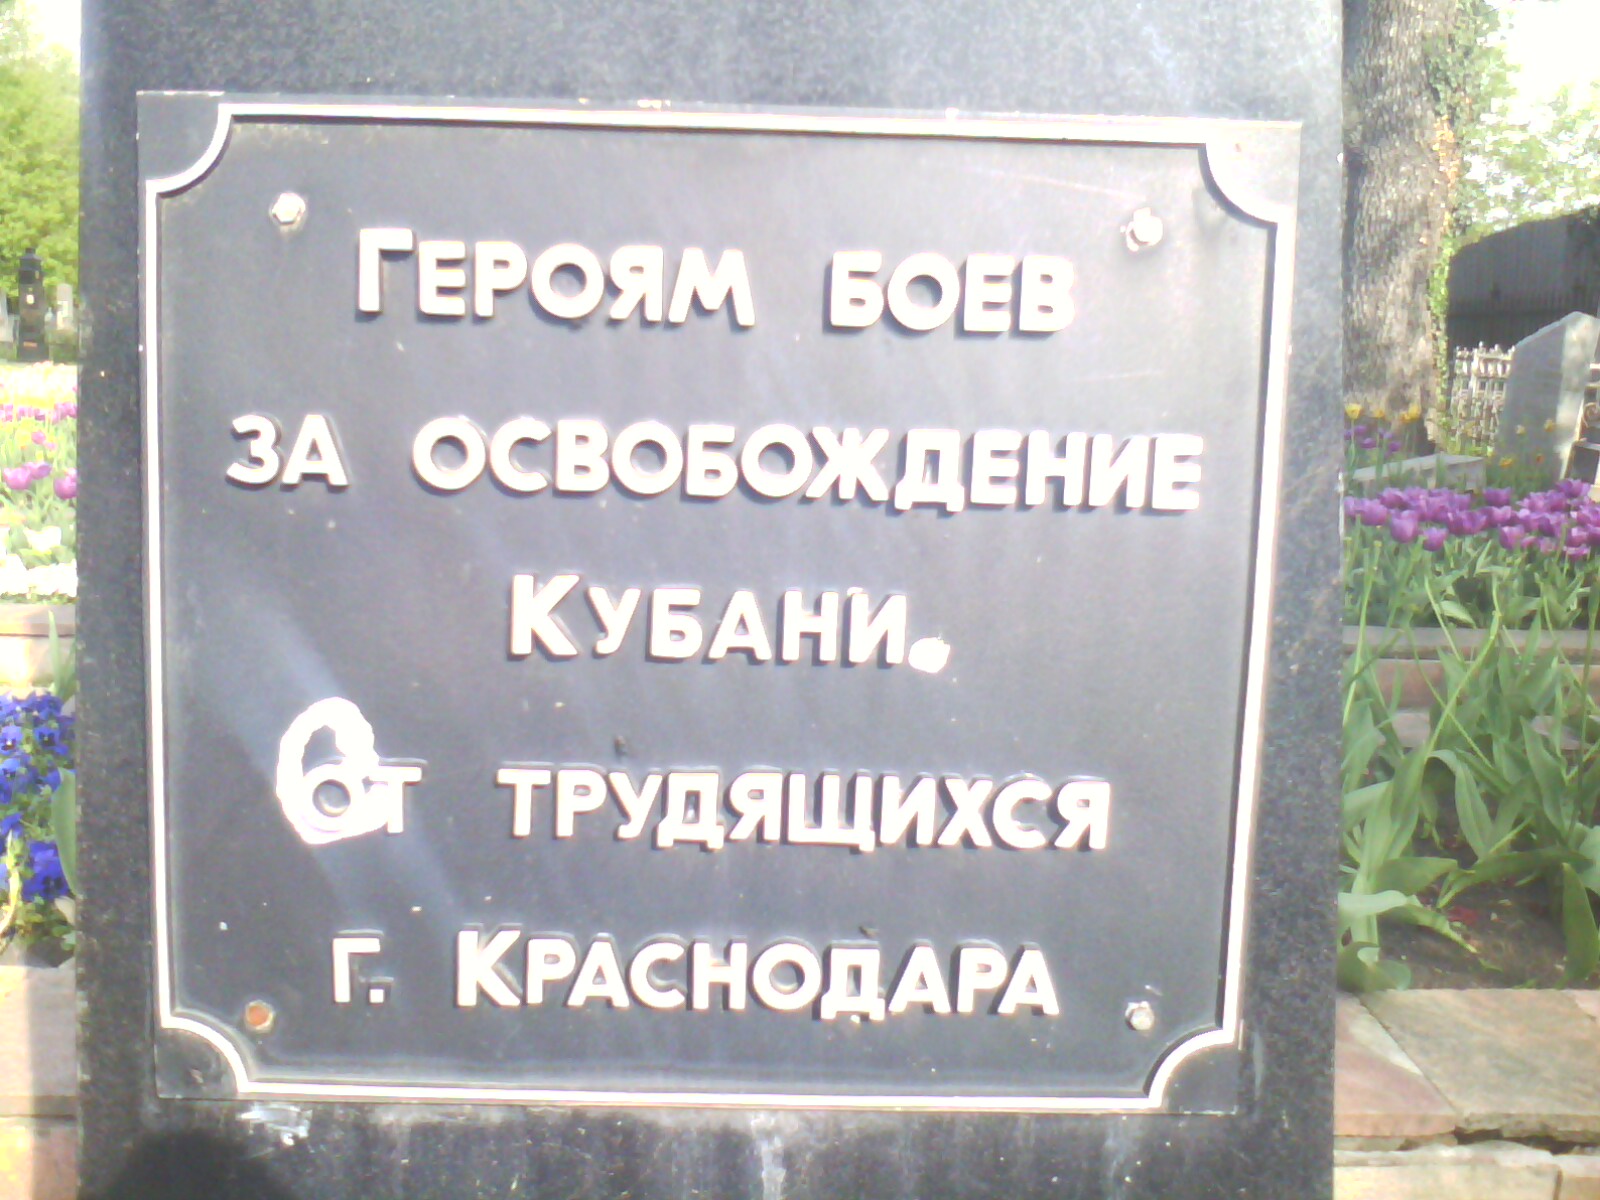 ГЕРОЯМ БОЕВ
ЗА ОСВОБОЖДЕНИЕ
КУБАНИ.
ОТ ТРУДЯЩИХСЯ
Г. КРАСНОДАРА